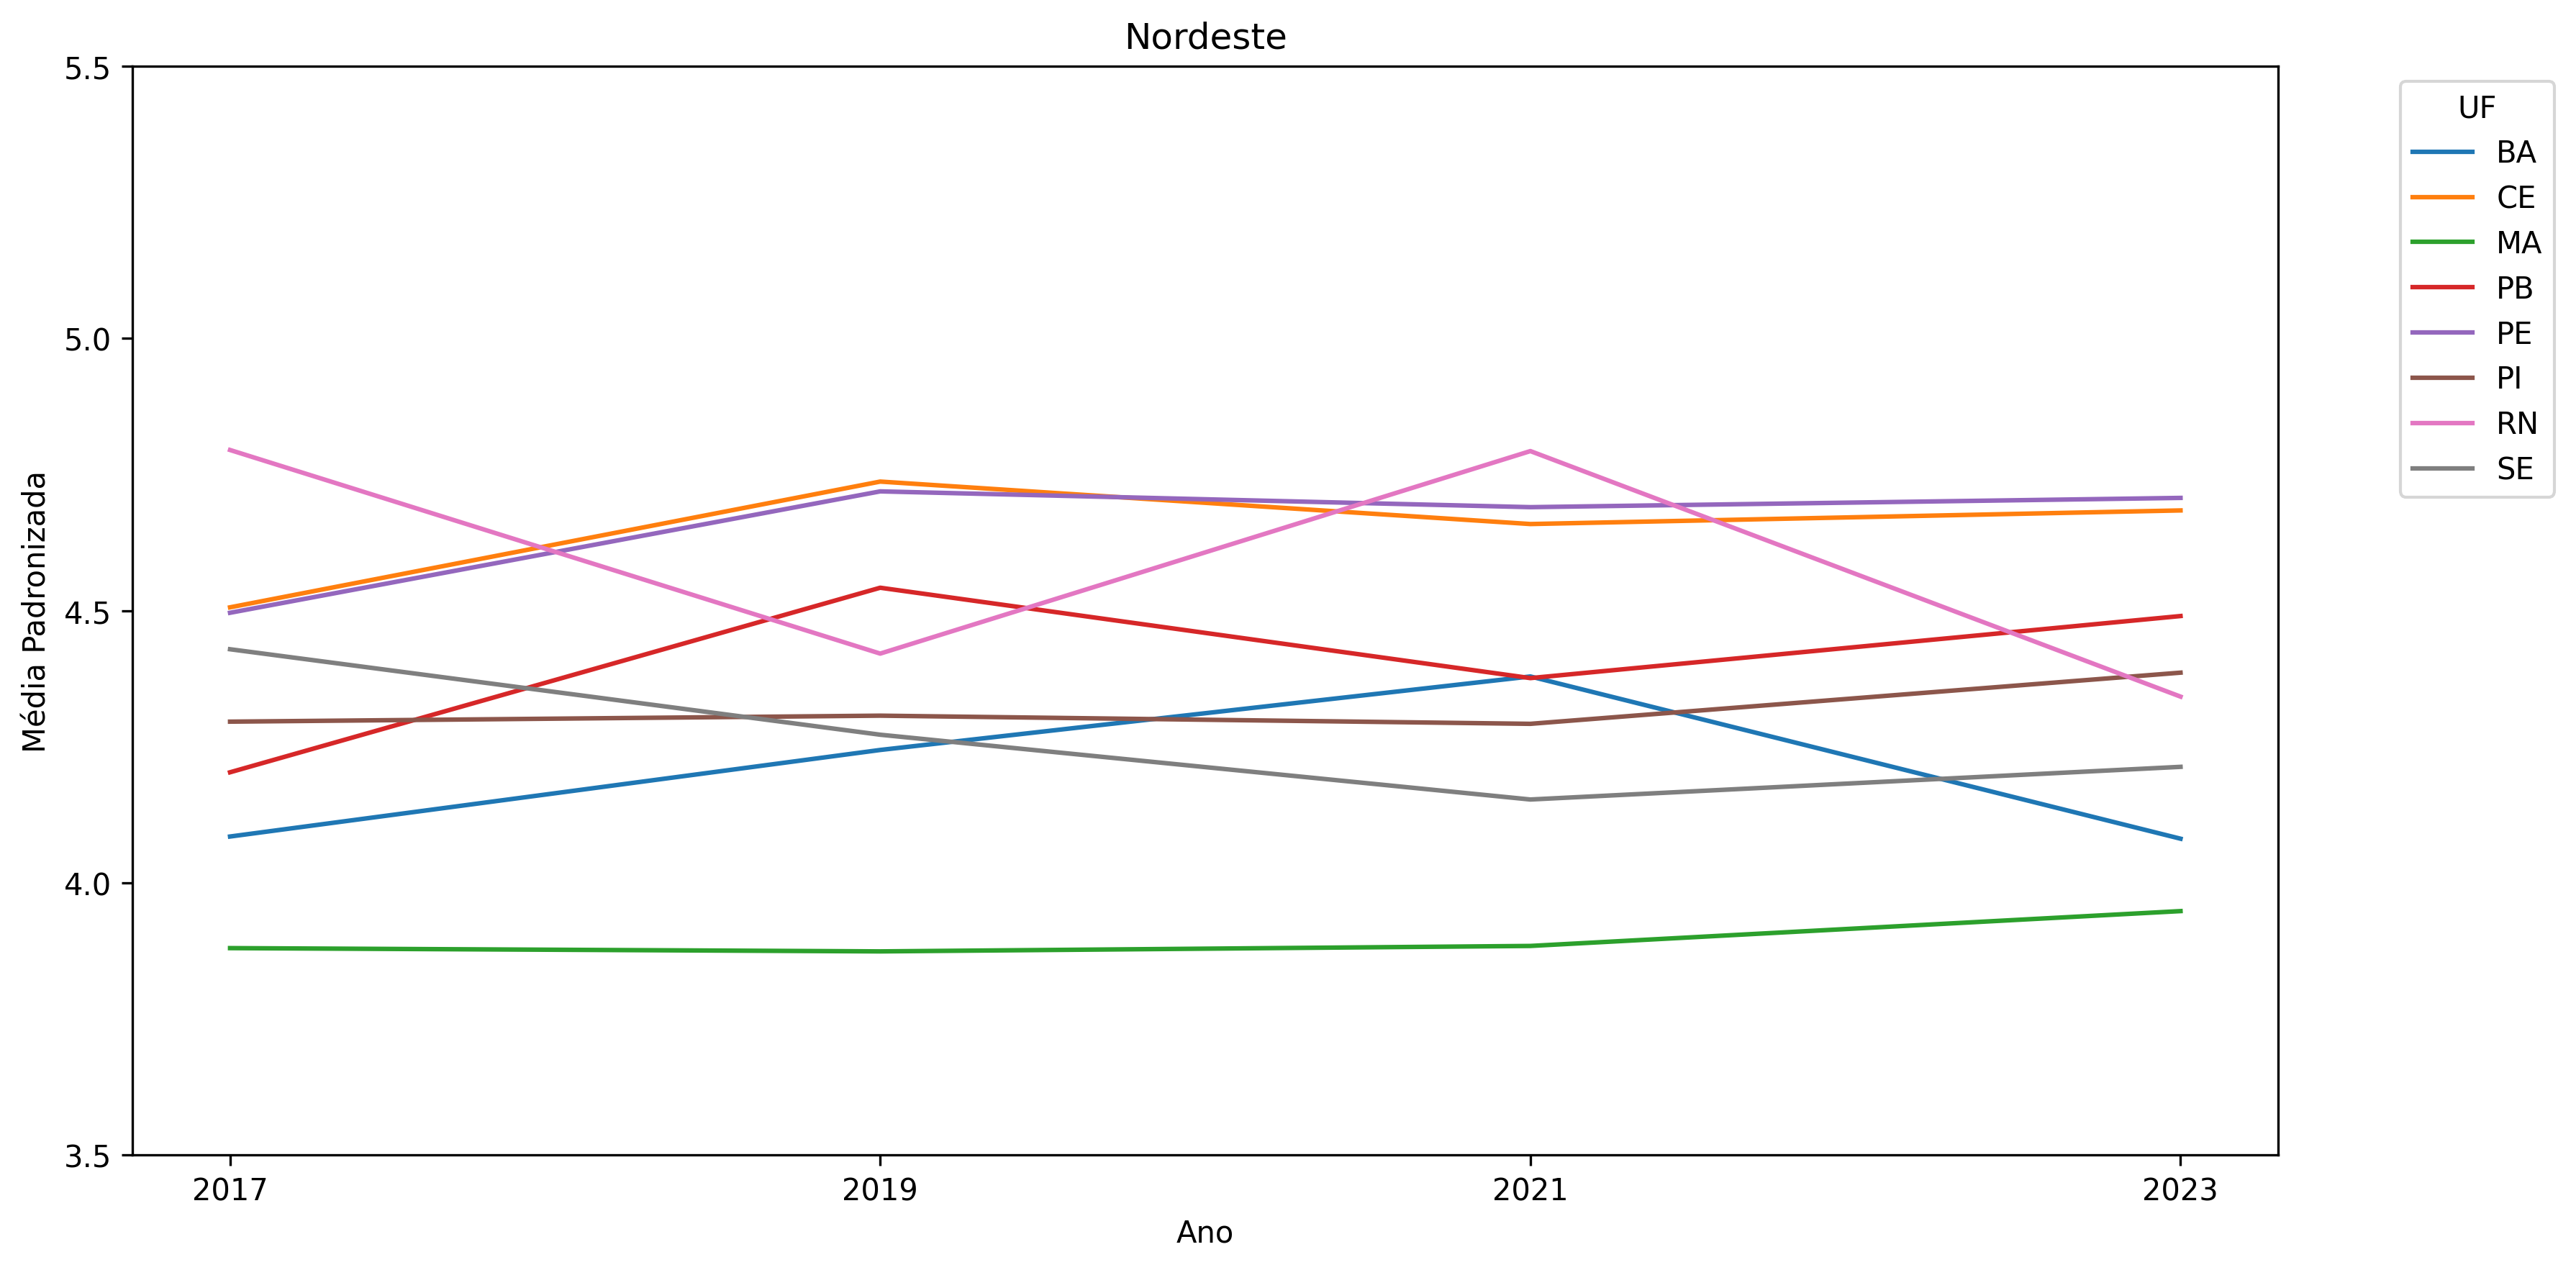 Nordeste
5.5
5.0
4.5
4.0
3.5
Média Padronizada
2017 2019 2021 2023
Ano
UF
BA
CE
MA
PB
PE
PI
RN
SE